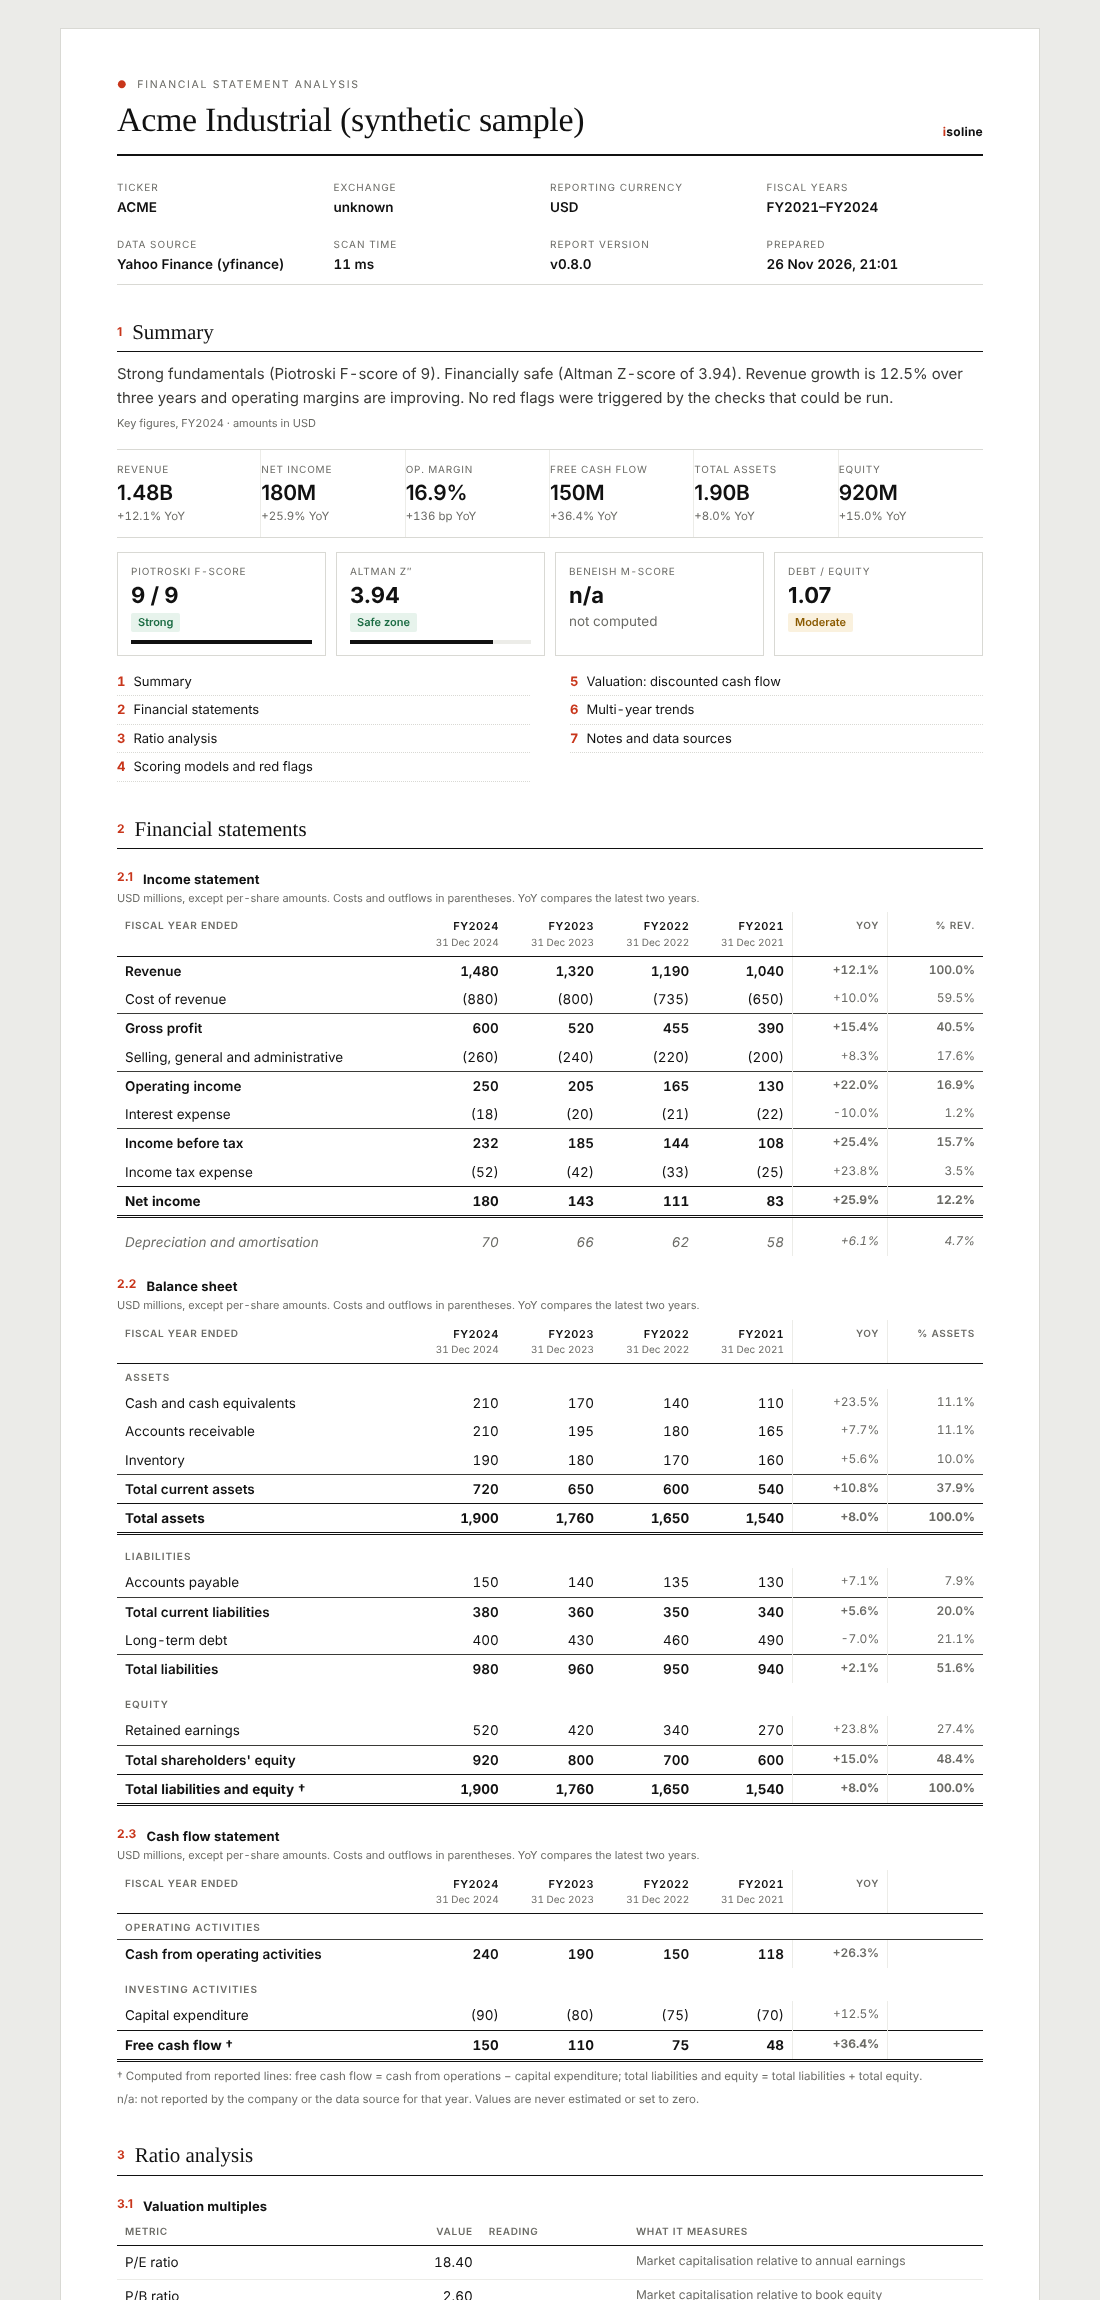 FINANCIAL STATEMENT ANALYSIS
Acme Industrial (synthetic sample)
isoline
TICKER EXCHANGE REPORTING CURRENCY FISCAL YEARS
ACME unknown USD FY2021–FY2024
DATA SOURCE SCAN TIME REPORT VERSION PREPARED
Yahoo Finance (yfinance) 11 ms v0.8.0 26 Nov 2026, 21:01
1 Summary
Strong fundamentals (Piotroski F-score of 9). Financially safe (Altman Z-score of 3.94). Revenue growth is 12.5% over
three years and operating margins are improving. No red flags were triggered by the checks that could be run.
Key figures, FY2024 · amounts in USD
REVENUE NET INCOME OP. MARGIN FREE CASH FLOW TOTAL ASSETS EQUITY
1.48B 180M 16.9% 150M 1.90B 920M
+12.1% YoY +25.9% YoY +136 bp YoY +36.4% YoY +8.0% YoY +15.0% YoY
PIOTROSKI F-SCORE ALTMAN Z″ BENEISH M-SCORE DEBT / EQUITY
9 / 9 3.94 n/a 1.07
Strong Safe zone not computed Moderate
1 Summary 5 Valuation: discounted cash flow
2 Financial statements 6 Multi-year trends
3 Ratio analysis 7 Notes and data sources
4 Scoring models and red flags
2 Financial statements
2.1 Income statement
USD millions, except per-share amounts. Costs and outflows in parentheses. YoY compares the latest two years.
FISCAL YEAR ENDED FY2024 FY2023 FY2022 FY2021 YOY % REV.
31 Dec 2024 31 Dec 2023 31 Dec 2022 31 Dec 2021
Revenue 1,480 1,320 1,190 1,040 +12.1% 100.0%
Cost of revenue (880) (800) (735) (650) +10.0% 59.5%
Gross profit 600 520 455 390 +15.4% 40.5%
Selling, general and administrative (260) (240) (220) (200) +8.3% 17.6%
Operating income 250 205 165 130 +22.0% 16.9%
Interest expense (18) (20) (21) (22) -10.0% 1.2%
Income before tax 232 185 144 108 +25.4% 15.7%
Income tax expense (52) (42) (33) (25) +23.8% 3.5%
Net income 180 143 111 83 +25.9% 12.2%
Depreciation and amortisation 70 66 62 58 +6.1% 4.7%
2.2 Balance sheet
USD millions, except per-share amounts. Costs and outflows in parentheses. YoY compares the latest two years.
FISCAL YEAR ENDED FY2024 FY2023 FY2022 FY2021 YOY % ASSETS
31 Dec 2024 31 Dec 2023 31 Dec 2022 31 Dec 2021
ASSETS
Cash and cash equivalents 210 170 140 110 +23.5% 11.1%
Accounts receivable 210 195 180 165 +7.7% 11.1%
Inventory 190 180 170 160 +5.6% 10.0%
Total current assets 720 650 600 540 +10.8% 37.9%
Total assets 1,900 1,760 1,650 1,540 +8.0% 100.0%
LIABILITIES
Accounts payable 150 140 135 130 +7.1% 7.9%
Total current liabilities 380 360 350 340 +5.6% 20.0%
Long-term debt 400 430 460 490 -7.0% 21.1%
Total liabilities 980 960 950 940 +2.1% 51.6%
EQUITY
Retained earnings 520 420 340 270 +23.8% 27.4%
Total shareholders' equity 920 800 700 600 +15.0% 48.4%
Total liabilities and equity † 1,900 1,760 1,650 1,540 +8.0% 100.0%
2.3 Cash flow statement
USD millions, except per-share amounts. Costs and outflows in parentheses. YoY compares the latest two years.
FISCAL YEAR ENDED FY2024 FY2023 FY2022 FY2021 YOY
31 Dec 2024 31 Dec 2023 31 Dec 2022 31 Dec 2021
OPERATING ACTIVITIES
Cash from operating activities 240 190 150 118 +26.3%
INVESTING ACTIVITIES
Capital expenditure (90) (80) (75) (70) +12.5%
Free cash flow † 150 110 75 48 +36.4%
† Computed from reported lines: free cash flow = cash from operations − capital expenditure; total liabilities and equity = total liabilities + total equity.
n/a: not reported by the company or the data source for that year. Values are never estimated or set to zero.
3 Ratio analysis
3.1 Valuation multiples
METRIC VALUE READING WHAT IT MEASURES
P/E ratio 18.40 Market capitalisation relative to annual earnings
P/B ratio 2.60 Market capitalisation relative to book equity